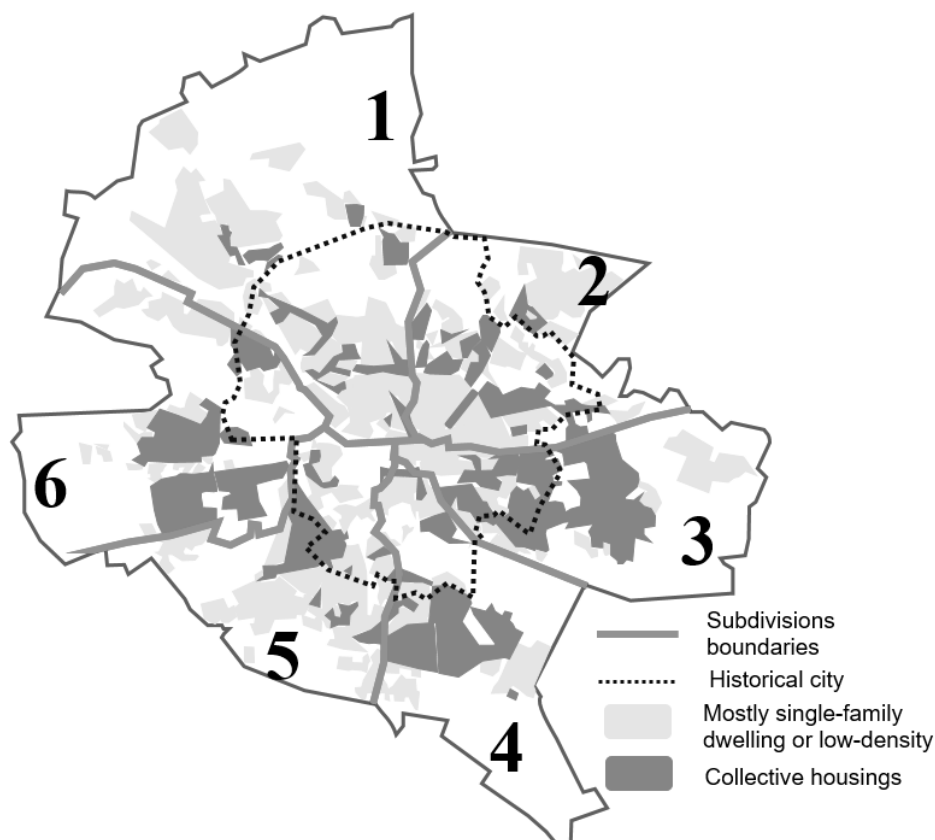 1
2
6
3
5
4
Subdivisions
boundaries
Historical city
Mostly single-family
dwelling or low-density
Collective housings